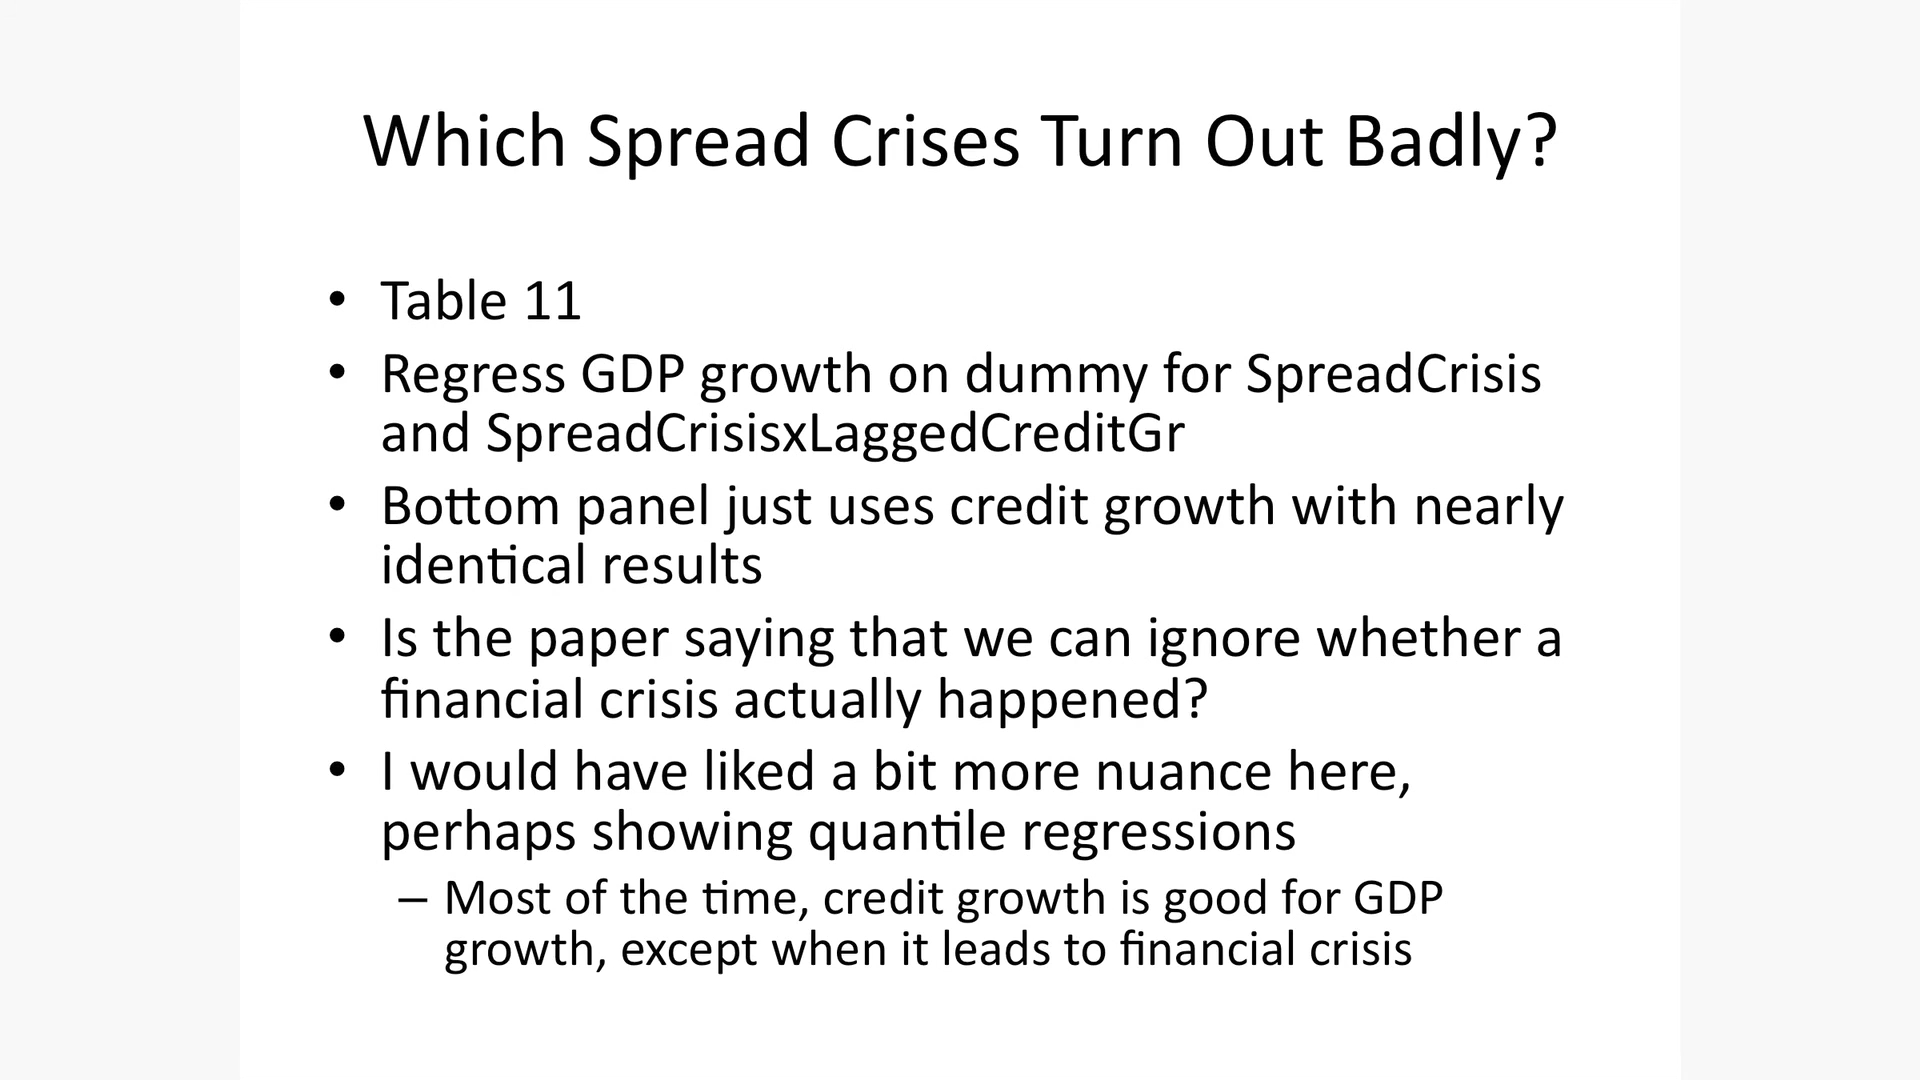 Which Spread Crises Turn Out Badly?
• Table 11
• Regress GDP growth on dummy for SpreadCrisis
and SpreadCrisisxLaggedCreditGr
• Bottom panel just uses credit growth with nearly
identical results
• Is the paper saying that we can ignore whether a
financial crisis actually happened?
• I would have liked a bit more nuance here,
perhaps showing quantile regressions
– Most of the time, credit growth is good for GDP
growth, except when it leads to financial crisis